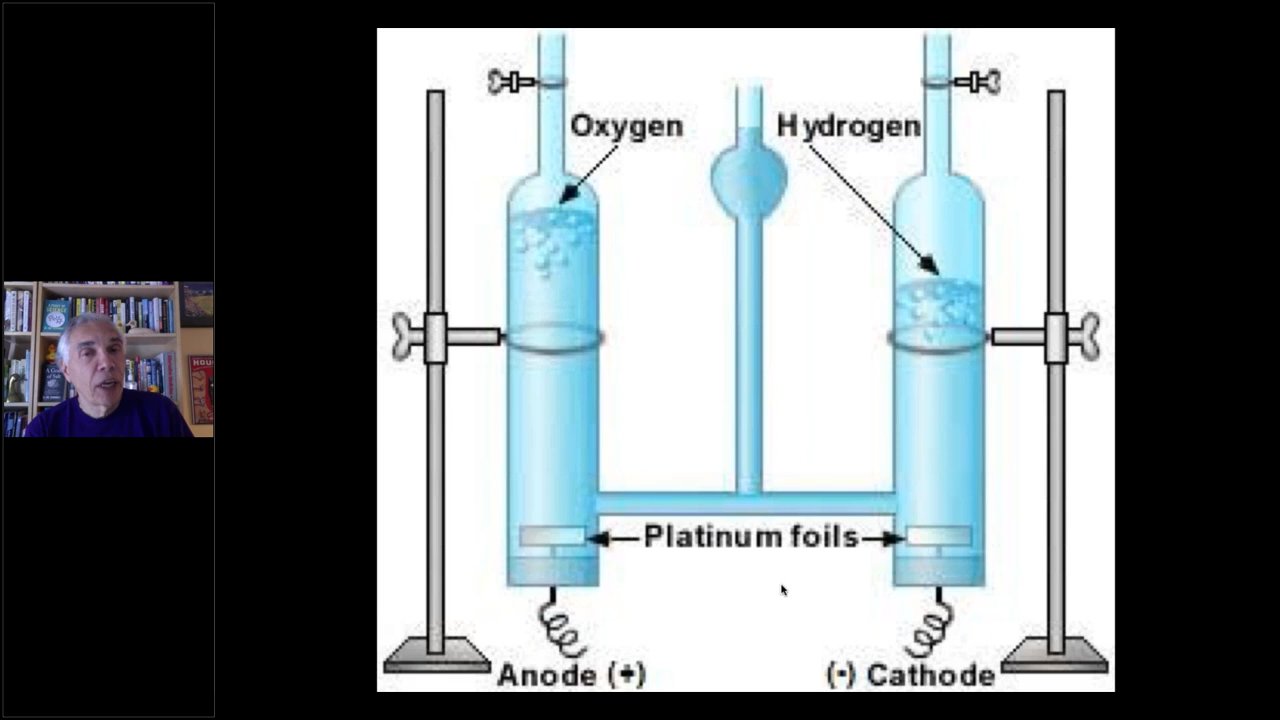 Oxygen
Hydrogen
Platinum foils
Anode (+)
(-) Cathode